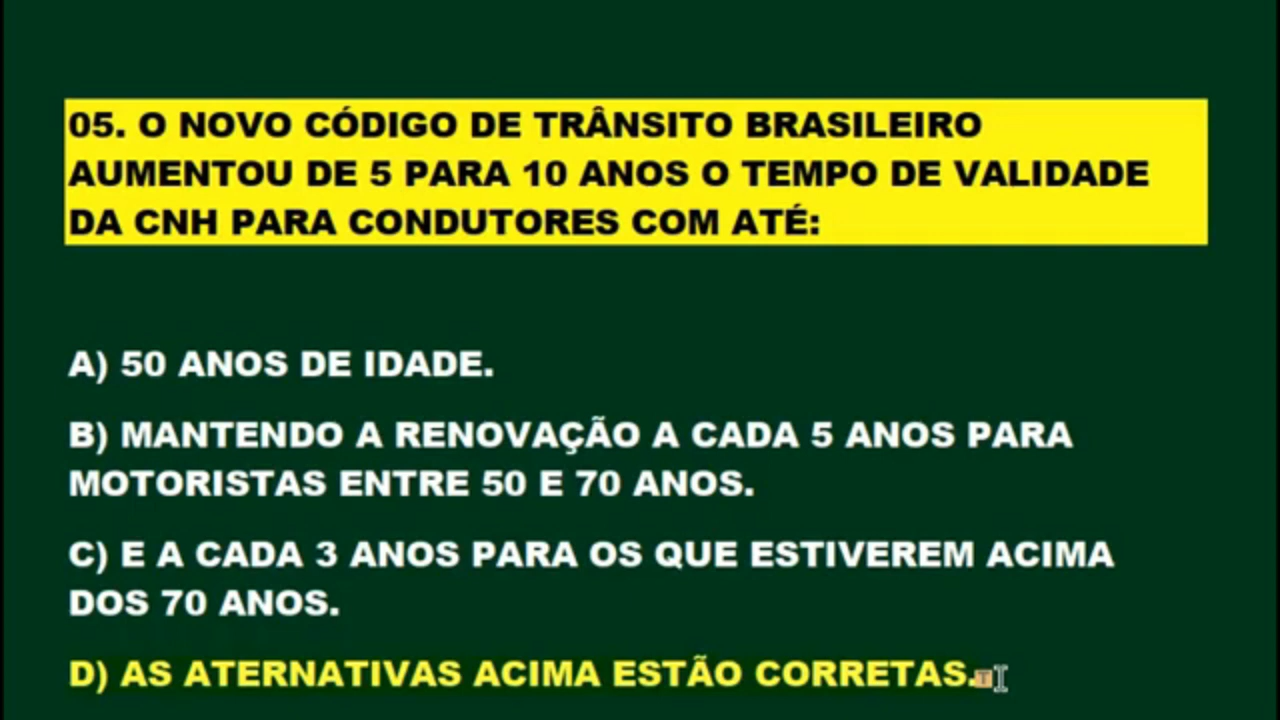 05. O NOVO CÓDIGO DE TRÂNSITO BRASILEIRO
AUMENTOU DE 5 PARA 10 ANOS O TEMPO DE VALIDADE
DA CNH PARA CONDUTORES COM ATÉ:
A) 50 ANOS DE IDADE.
B) MANTENDO A RENOVAÇÃO A CADA 5 ANOS PARA
MOTORISTAS ENTRE 50 E 70 ANOS.
C) E A CADA 3 ANOS PARA OS QUE ESTIVEREM ACIMA
DOS 70 ANOS.
D) AS ATERNATIVAS ACIMA ESTÃO CORRETAS.